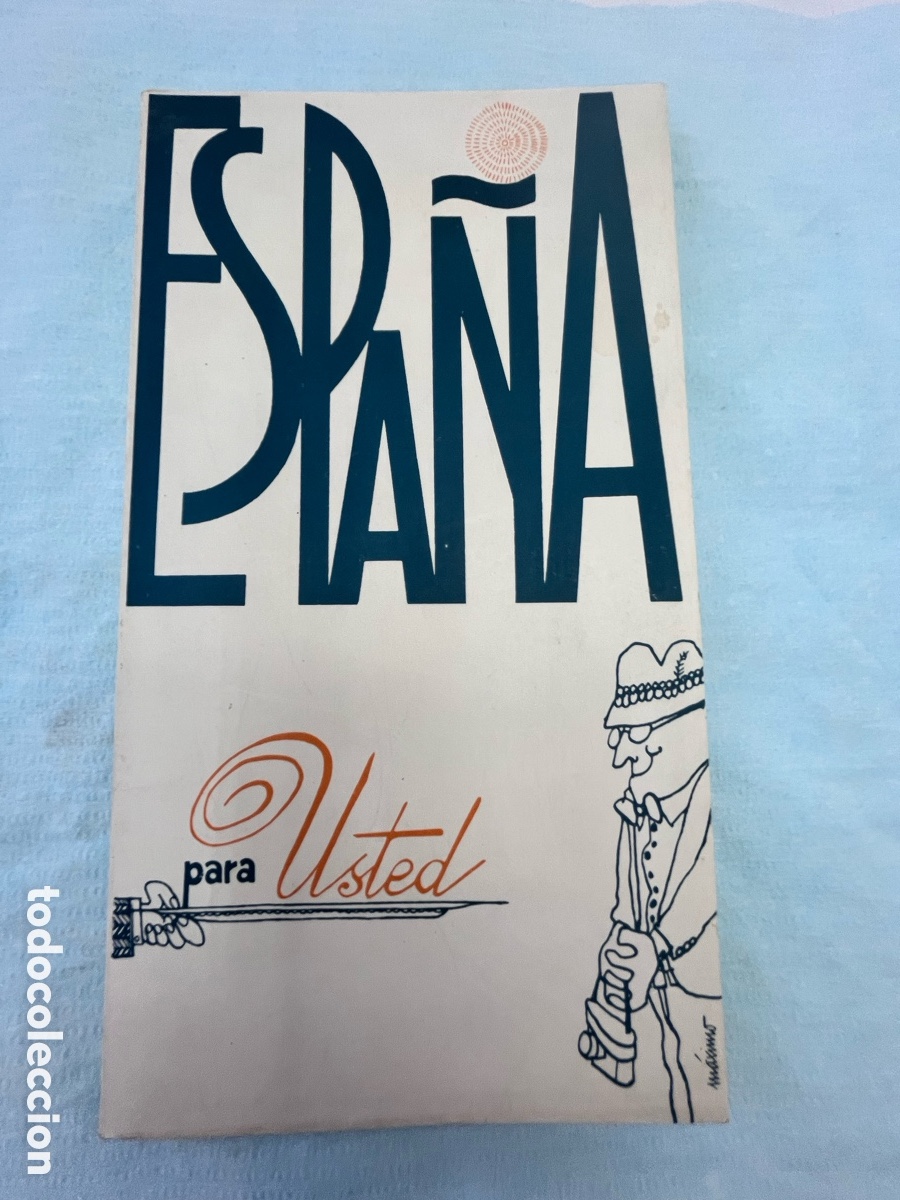 ESPAÑA
para Usted
máximo
todocoleccion